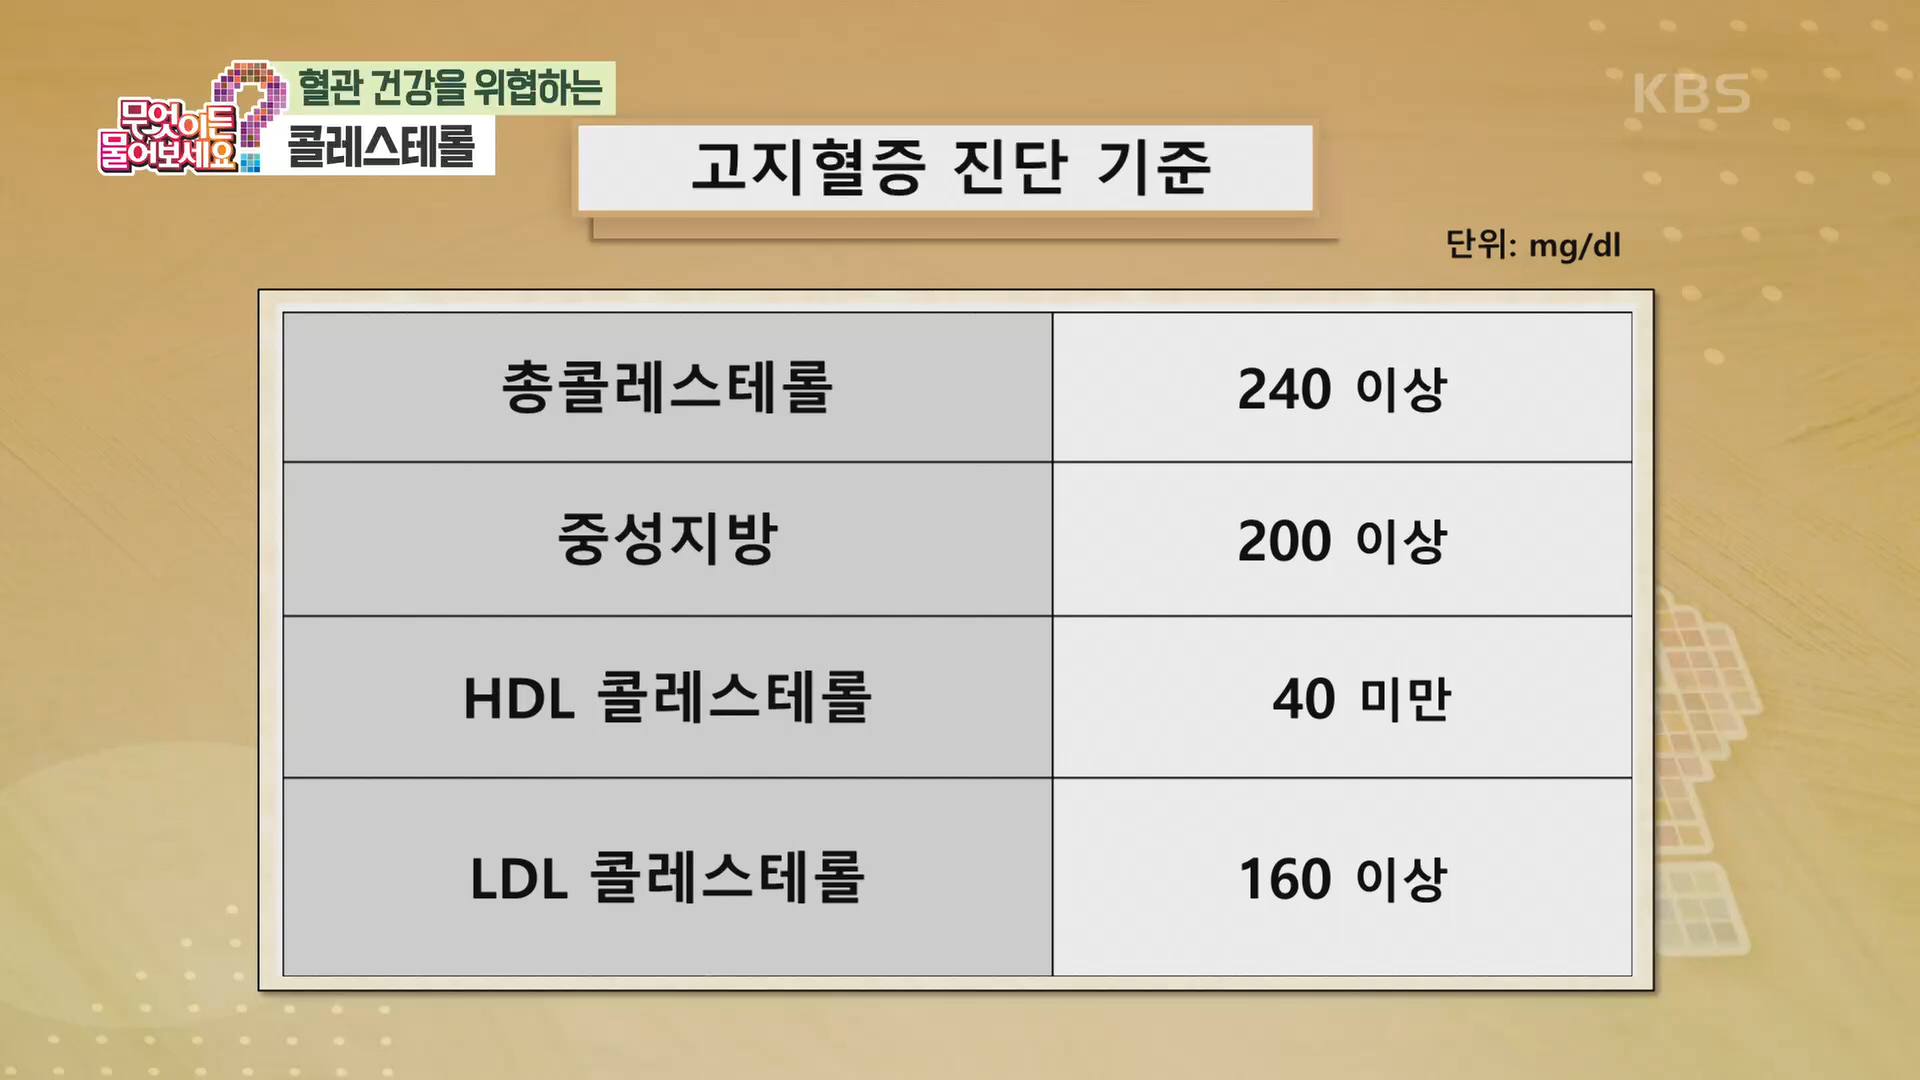 무엇이든
물어보세요
혈관 건강을 위협하는
콜레스테롤
KBS
고지혈증 진단 기준
단위: mg/dl
총콜레스테롤 240 이상
중성지방 200 이상
HDL 콜레스테롤 40 미만
LDL 콜레스테롤 160 이상